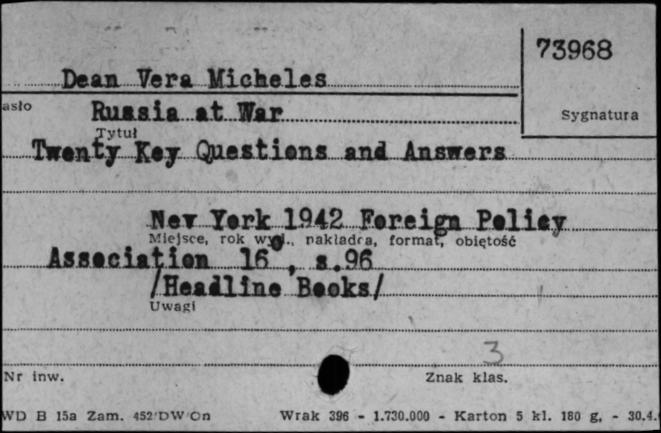 73968
Dean Vera Micheles
asło
Russia at War
Sygnatura
Tytuł
Twenty Key Questions and Answers
New York 1942 Foreign Policy
Miejsce, rok wyd., nakładca, format, objętość
Association 16°, s.96
/Headline Books/
Uwagi
3
Nr inw.
Znak klas.
WD B 15a Zam. 452/DW/On Wrak 396 - 1.730.000 - Karton 5 kl. 180 g, - 30.4.